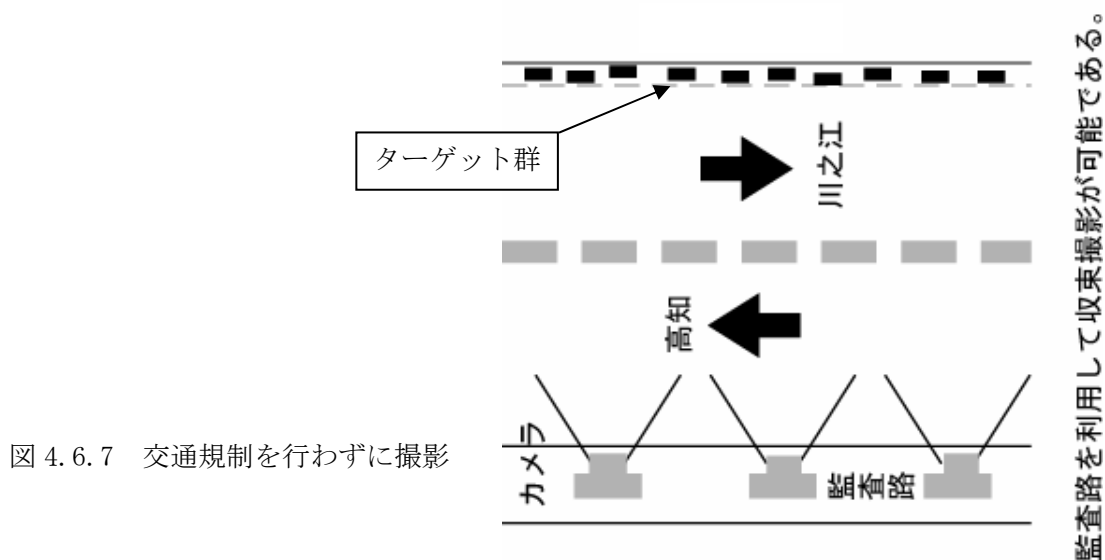 ターゲット群
川之江
高知
カメラ
監査路
図 4.6.7 交通規制を行わずに撮影
監査路を利用して収束撮影が可能である。